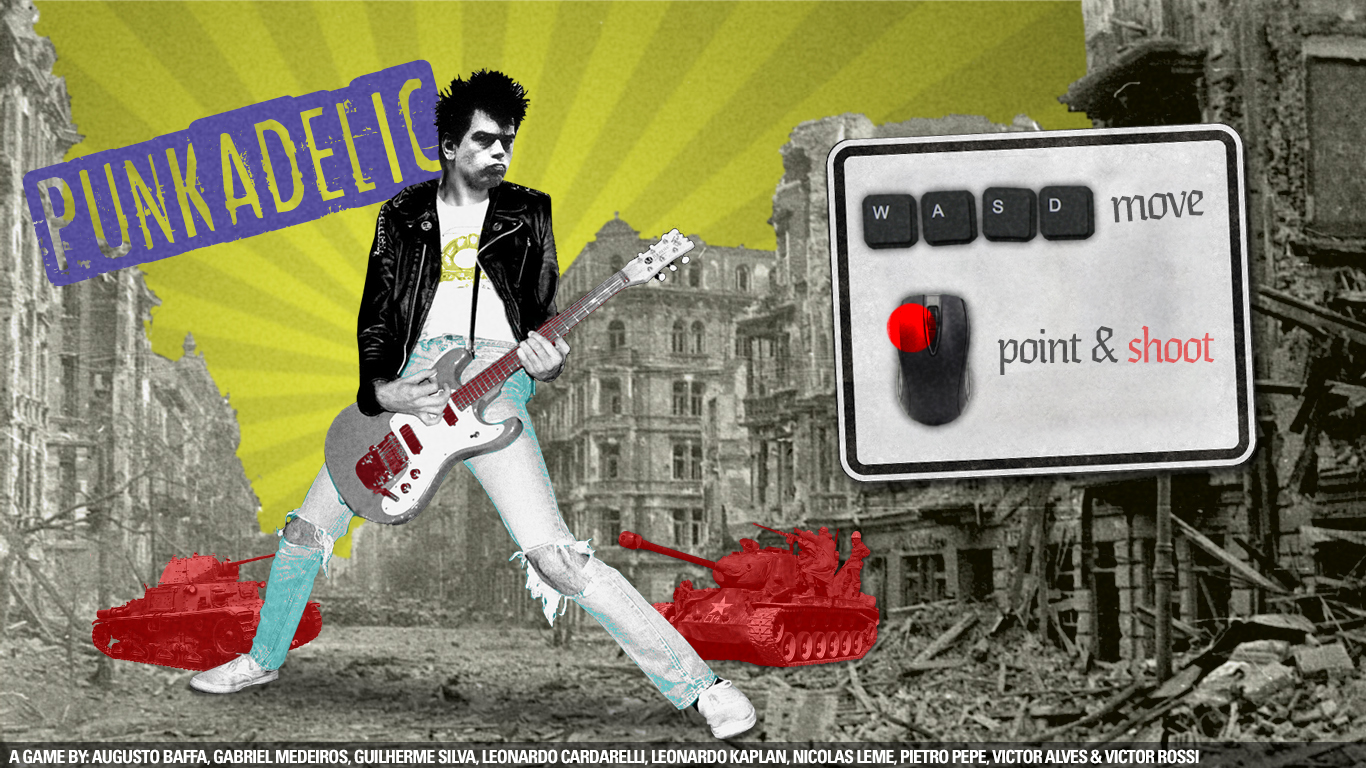 PUNKADELIC
W A S D move
point & shoot
A GAME BY: AUGUSTO BAFFA, GABRIEL MEDEIROS, GUILHERME SILVA, LEONARDO CARDARELLI, LEONARDO KAPLAN, NICOLAS LEME, PIETRO PEPE, VICTOR ALVES & VICTOR ROSSI